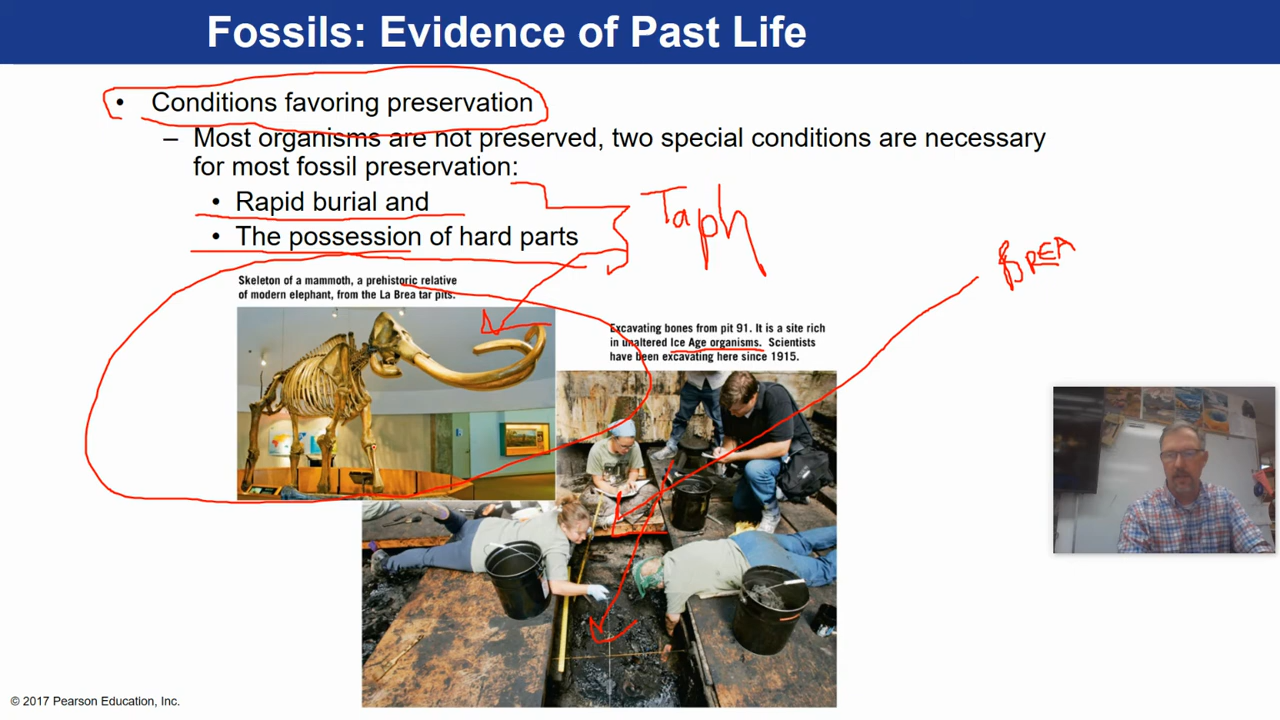 Fossils: Evidence of Past Life
• Conditions favoring preservation
– Most organisms are not preserved, two special conditions are necessary
for most fossil preservation:
• Rapid burial and
• The possession of hard parts
Taph
BREA
Skeleton of a mammoth, a prehistoric relative
of modern elephant, from the La Brea tar pits.
Excavating bones from pit 91. It is a site rich
in unaltered Ice Age organisms. Scientists
have been excavating here since 1915.
© 2017 Pearson Education, Inc.